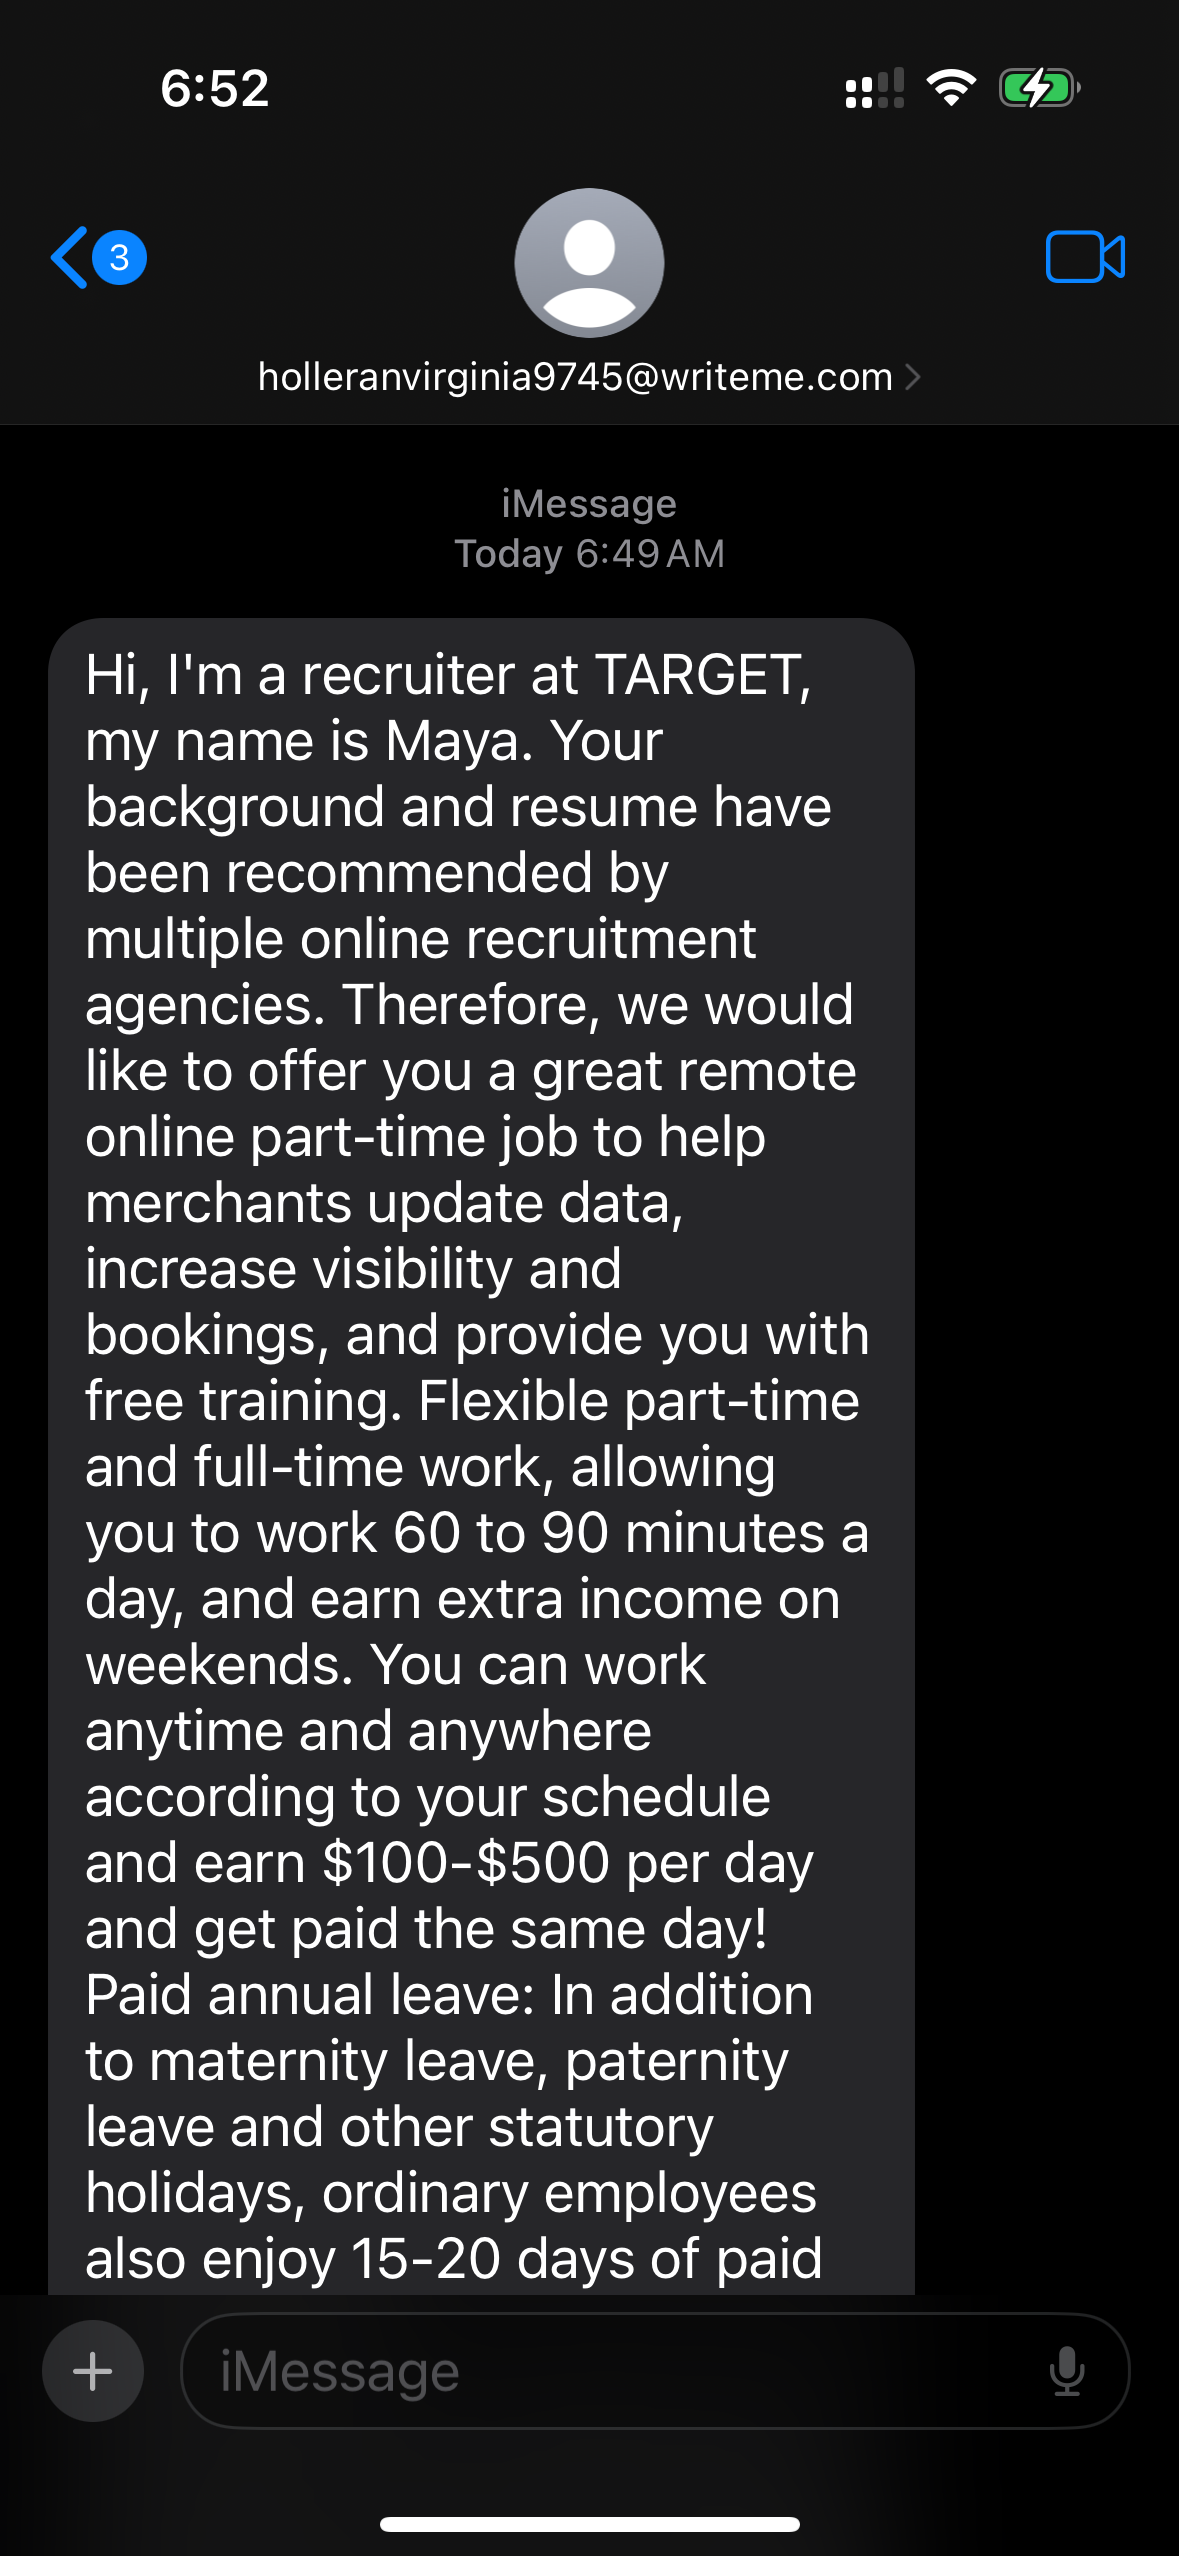 6:52
3
holleranvirginia9745@writeme.com
iMessage
Today 6:49 AM
Hi, I'm a recruiter at TARGET,
my name is Maya. Your
background and resume have
been recommended by
multiple online recruitment
agencies. Therefore, we would
like to offer you a great remote
online part-time job to help
merchants update data,
increase visibility and
bookings, and provide you with
free training. Flexible part-time
and full-time work, allowing
you to work 60 to 90 minutes a
day, and earn extra income on
weekends. You can work
anytime and anywhere
according to your schedule
and earn $100-$500 per day
and get paid the same day!
Paid annual leave: In addition
to maternity leave, paternity
leave and other statutory
holidays, ordinary employees
also enjoy 15-20 days of paid
iMessage